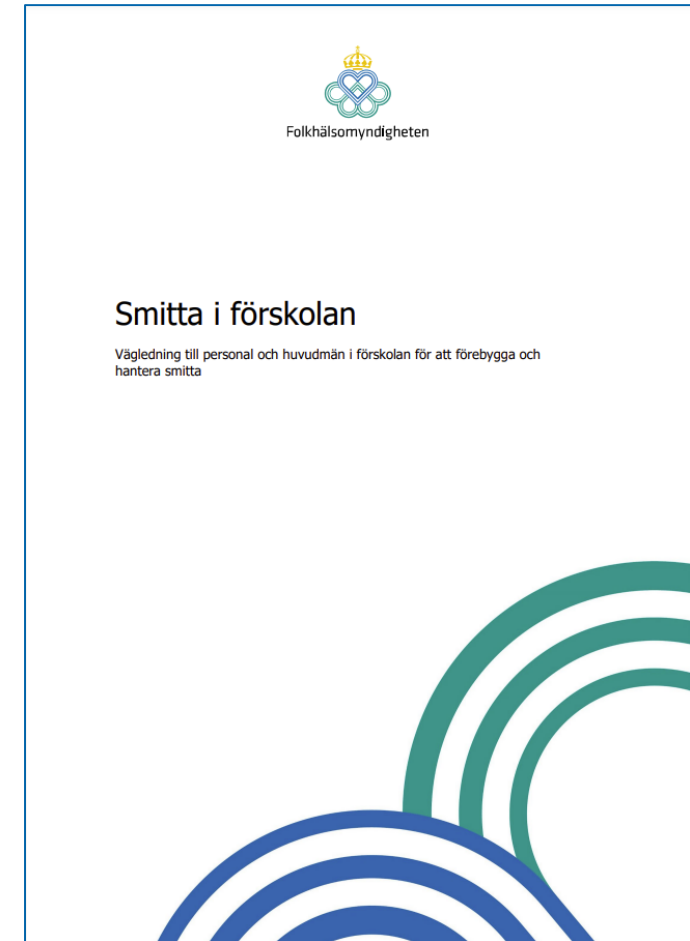 Folkhälsomyndigheten
Smitta i förskolan
Vägledning till personal och huvudmän i förskolan för att förebygga och
hantera smitta